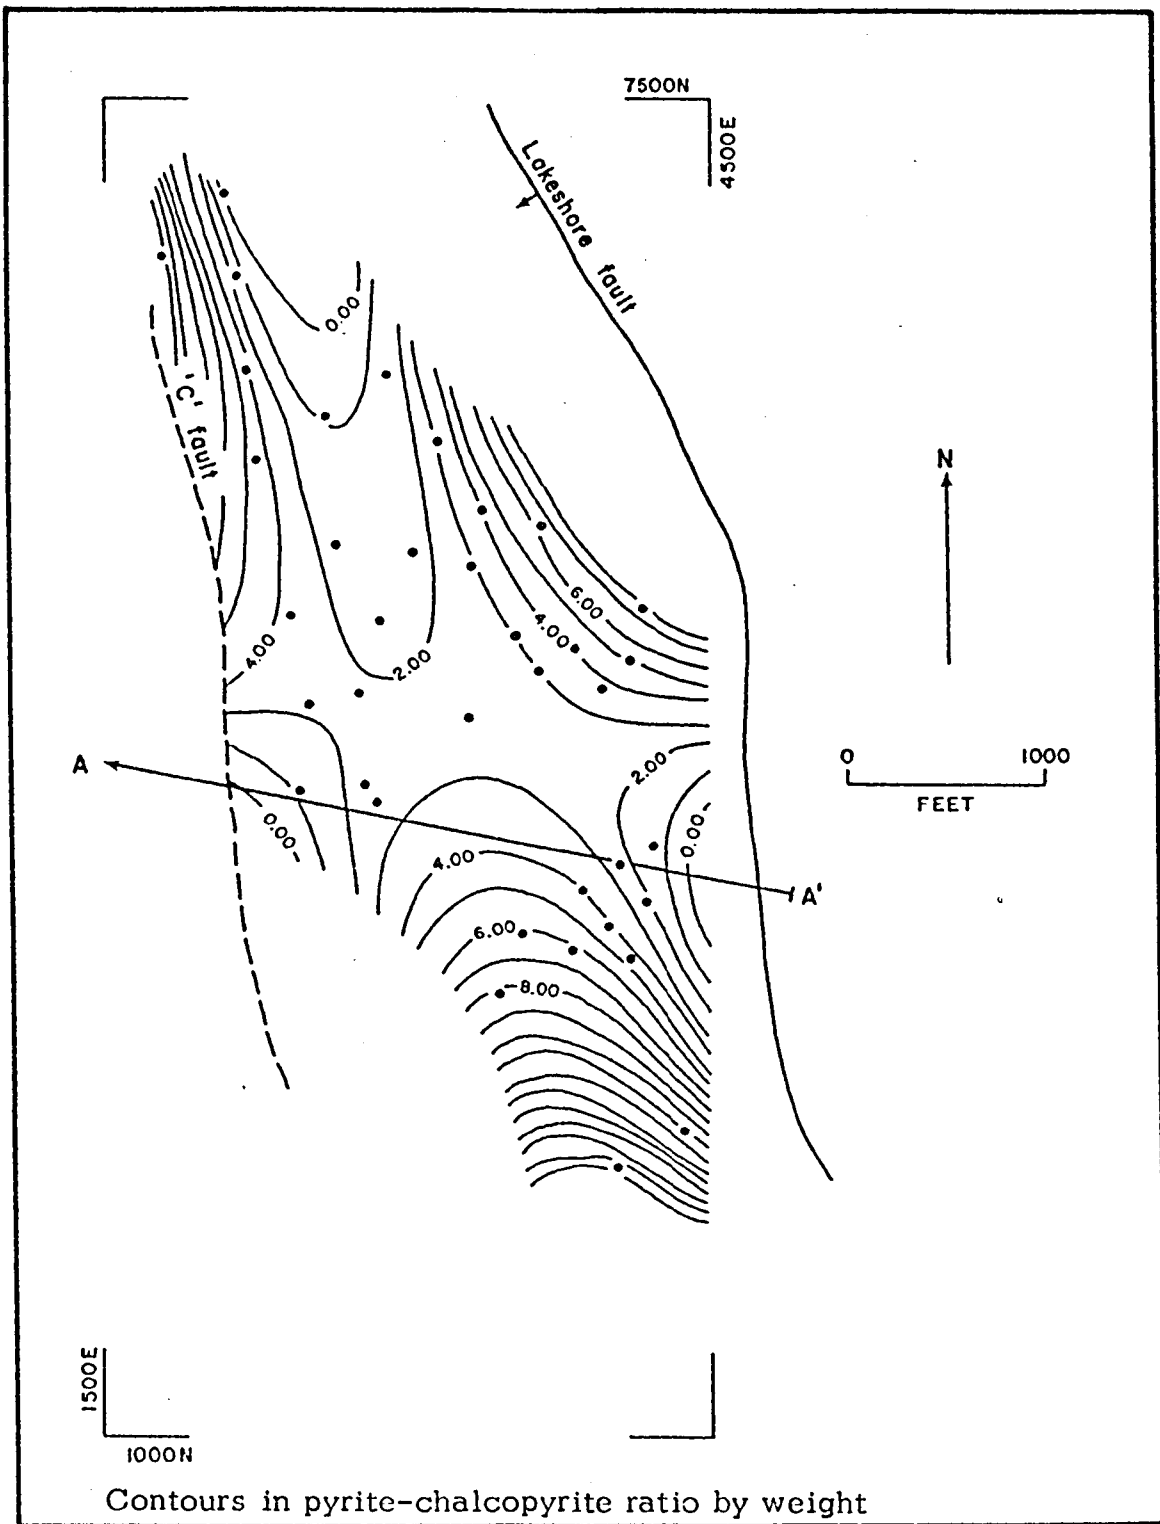 7500N
4500E
Lakeshore fault
0.00
'C' fault
N
6.00
4.00
4.00
2.00
A
2.00
0 1000
FEET
0.00
0.00
4.00
A'
6.00
8.00
1500E
1000N
Contours in pyrite-chalcopyrite ratio by weight